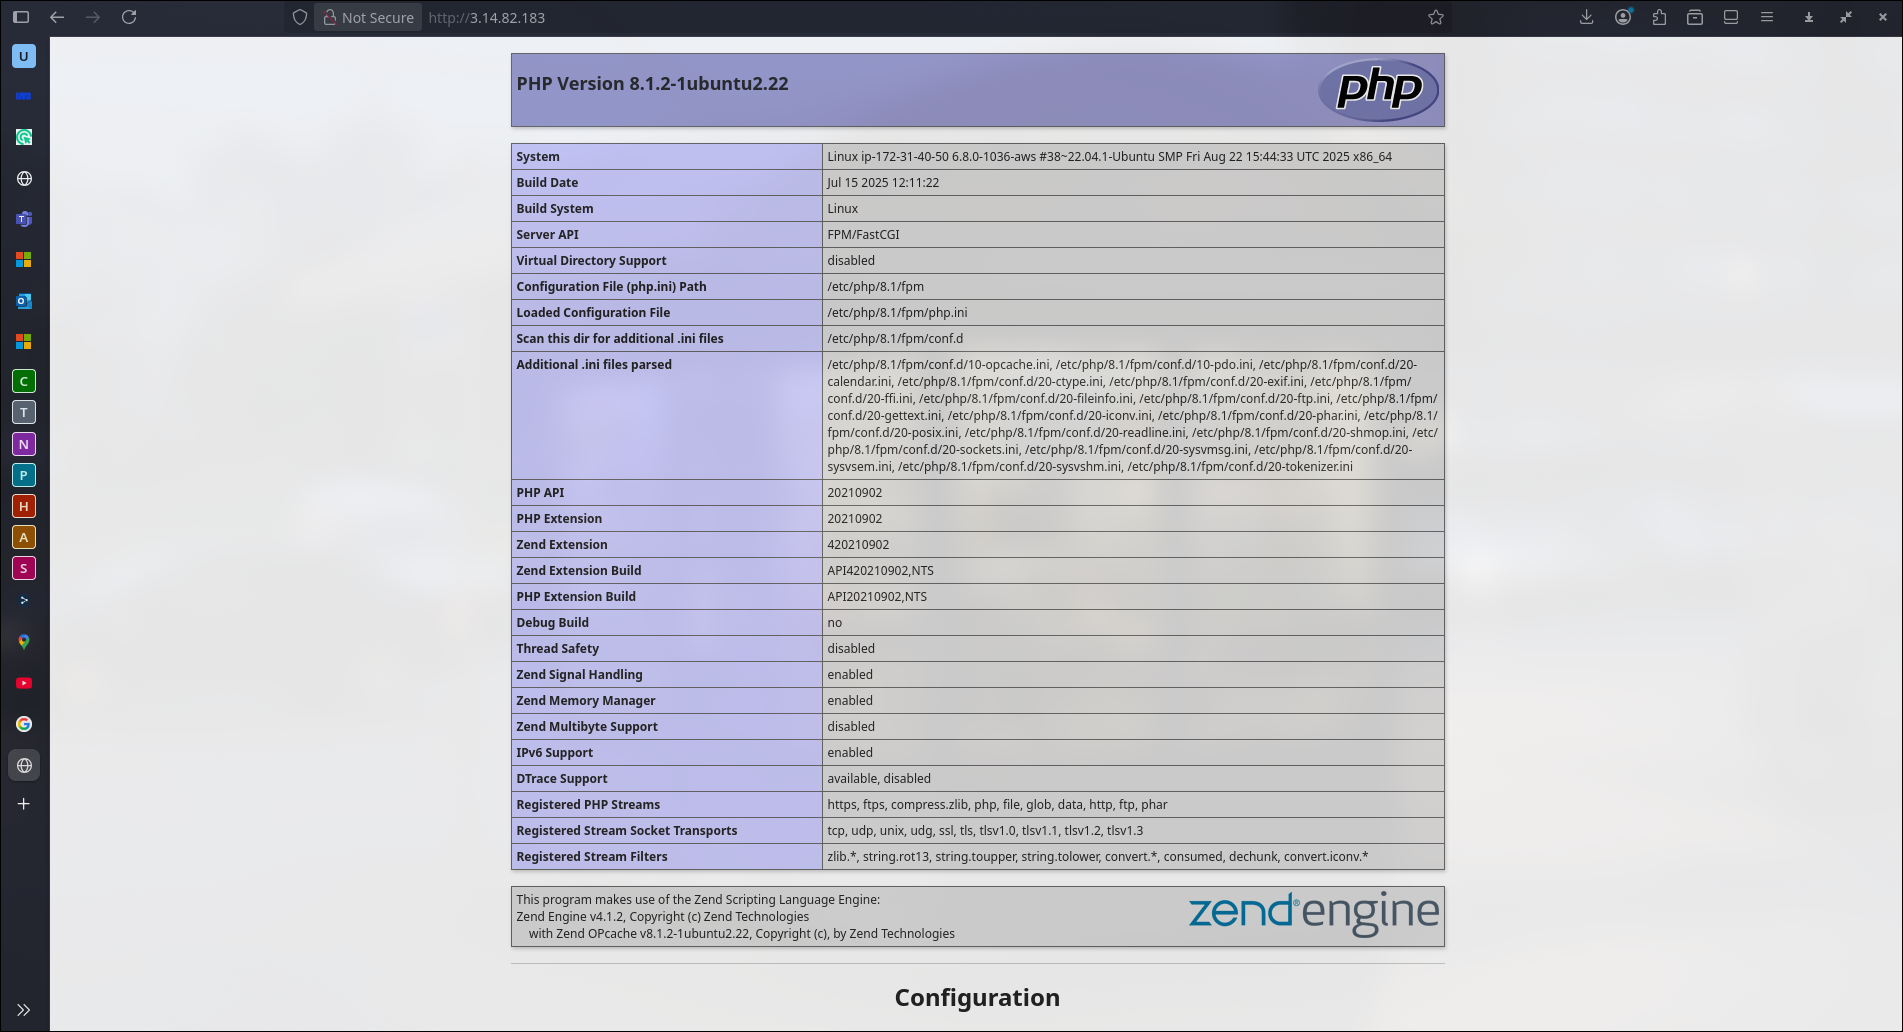 Not Secure
http://3.14.82.183
U
PHP Version 8.1.2-1ubuntu2.22
php
System Linux ip-172-31-40-50 6.8.0-1036-aws #38~22.04.1-Ubuntu SMP Fri Aug 22 15:44:33 UTC 2025 x86_64
Build Date Jul 15 2025 12:11:22
Build System Linux
Server API FPM/FastCGI
Virtual Directory Support disabled
Configuration File (php.ini) Path /etc/php/8.1/fpm
Loaded Configuration File /etc/php/8.1/fpm/php.ini
Scan this dir for additional .ini files /etc/php/8.1/fpm/conf.d
Additional .ini files parsed /etc/php/8.1/fpm/conf.d/10-opcache.ini, /etc/php/8.1/fpm/conf.d/10-pdo.ini, /etc/php/8.1/fpm/conf.d/20-
calendar.ini, /etc/php/8.1/fpm/conf.d/20-ctype.ini, /etc/php/8.1/fpm/conf.d/20-exif.ini, /etc/php/8.1/fpm/
conf.d/20-ffi.ini, /etc/php/8.1/fpm/conf.d/20-fileinfo.ini, /etc/php/8.1/fpm/conf.d/20-ftp.ini, /etc/php/8.1/fpm/
conf.d/20-gettext.ini, /etc/php/8.1/fpm/conf.d/20-iconv.ini, /etc/php/8.1/fpm/conf.d/20-phar.ini, /etc/php/8.1/
fpm/conf.d/20-posix.ini, /etc/php/8.1/fpm/conf.d/20-readline.ini, /etc/php/8.1/fpm/conf.d/20-shmop.ini, /etc/
php/8.1/fpm/conf.d/20-sockets.ini, /etc/php/8.1/fpm/conf.d/20-sysvmsg.ini, /etc/php/8.1/fpm/conf.d/20-
sysvsem.ini, /etc/php/8.1/fpm/conf.d/20-sysvshm.ini, /etc/php/8.1/fpm/conf.d/20-tokenizer.ini
PHP API 20210902
PHP Extension 20210902
Zend Extension 420210902
Zend Extension Build API420210902,NTS
PHP Extension Build API20210902,NTS
Debug Build no
Thread Safety disabled
Zend Signal Handling enabled
Zend Memory Manager enabled
Zend Multibyte Support disabled
IPv6 Support enabled
DTrace Support available, disabled
Registered PHP Streams https, ftps, compress.zlib, php, file, glob, data, http, ftp, phar
Registered Stream Socket Transports tcp, udp, unix, udg, ssl, tls, tlsv1.0, tlsv1.1, tlsv1.2, tlsv1.3
Registered Stream Filters zlib.*, string.rot13, string.toupper, string.tolower, convert.*, consumed, dechunk, convert.iconv.*
This program makes use of the Zend Scripting Language Engine:
Zend Engine v4.1.2, Copyright (c) Zend Technologies
with Zend OPcache v8.1.2-1ubuntu2.22, Copyright (c), by Zend Technologies
zend® engine
Configuration
C
T
N
P
H
A
S